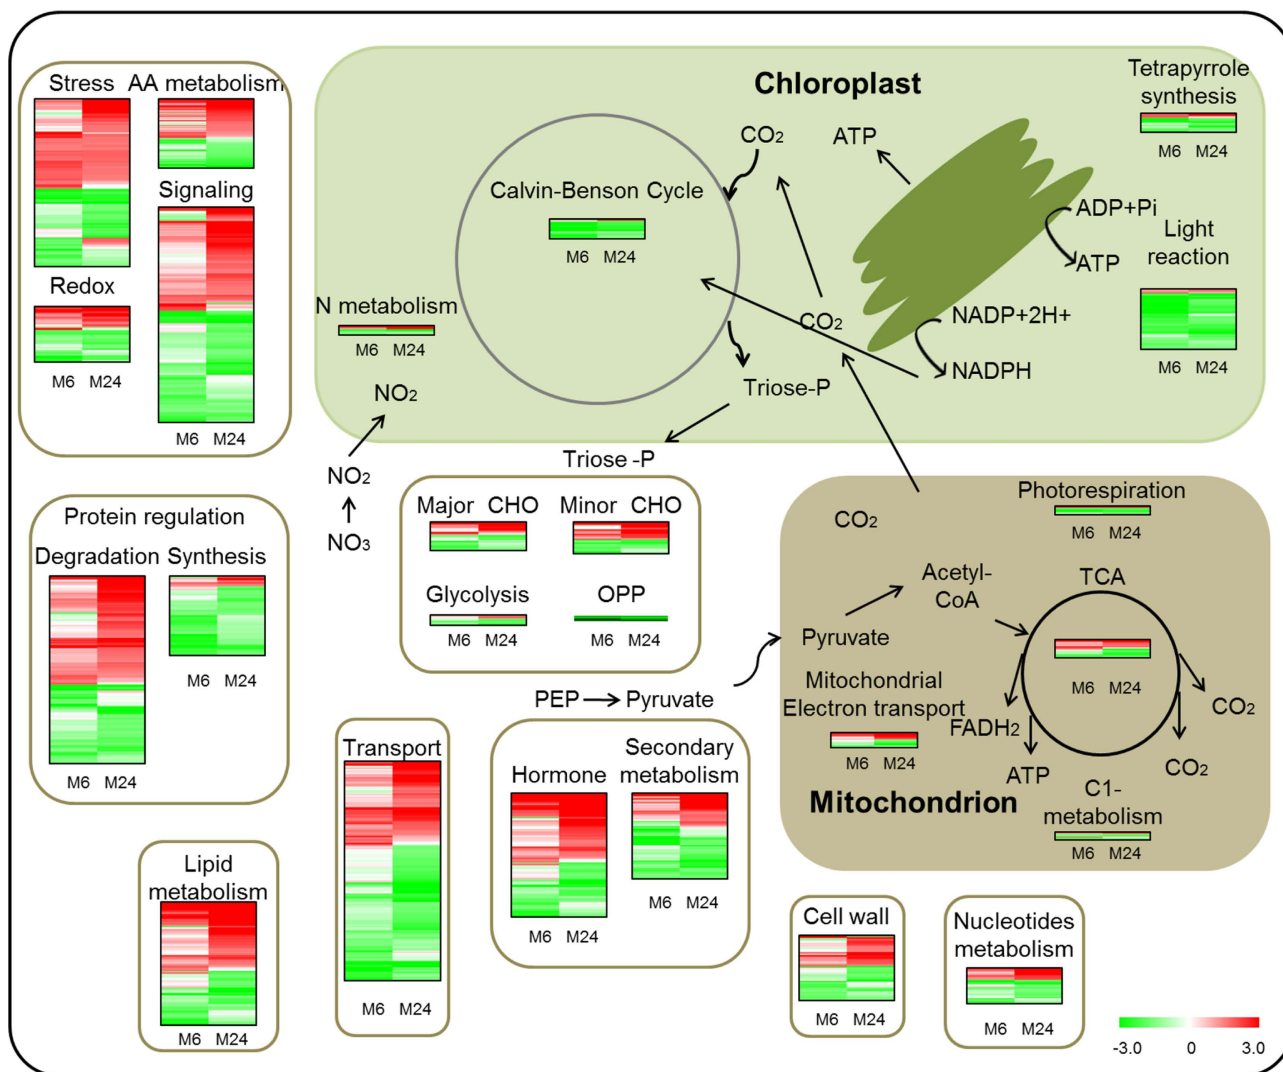 Stress AA metabolism
Signaling
Redox
M6 M24
M6 M24
Chloroplast
Tetrapyrrole
synthesis
M6 M24
CO2
ATP
Calvin-Benson Cycle
M6 M24
ADP+Pi
ATP
Light
reaction
M6 M24
N metabolism
M6 M24
CO2
NADP+2H+
NADPH
Triose-P
NO2
NO2
NO3
Triose -P
Major CHO
Minor CHO
Glycolysis
OPP
M6 M24
M6 M24
Protein regulation
Degradation
Synthesis
M6 M24
M6 M24
Photorespiration
M6 M24
CO2
Acetyl-
CoA
TCA
M6 M24
Pyruvate
PEP
Pyruvate
Mitochondrial
Electron transport
M6 M24
FADH2
ATP
CO2
CO2
Mitochondrion
C1-
metabolism
M6 M24
Transport
M6 M24
Hormone
M6 M24
Secondary
metabolism
M6 M24
Lipid
metabolism
M6 M24
Cell wall
M6 M24
Nucleotides
metabolism
M6 M24
-3.0 0 3.0